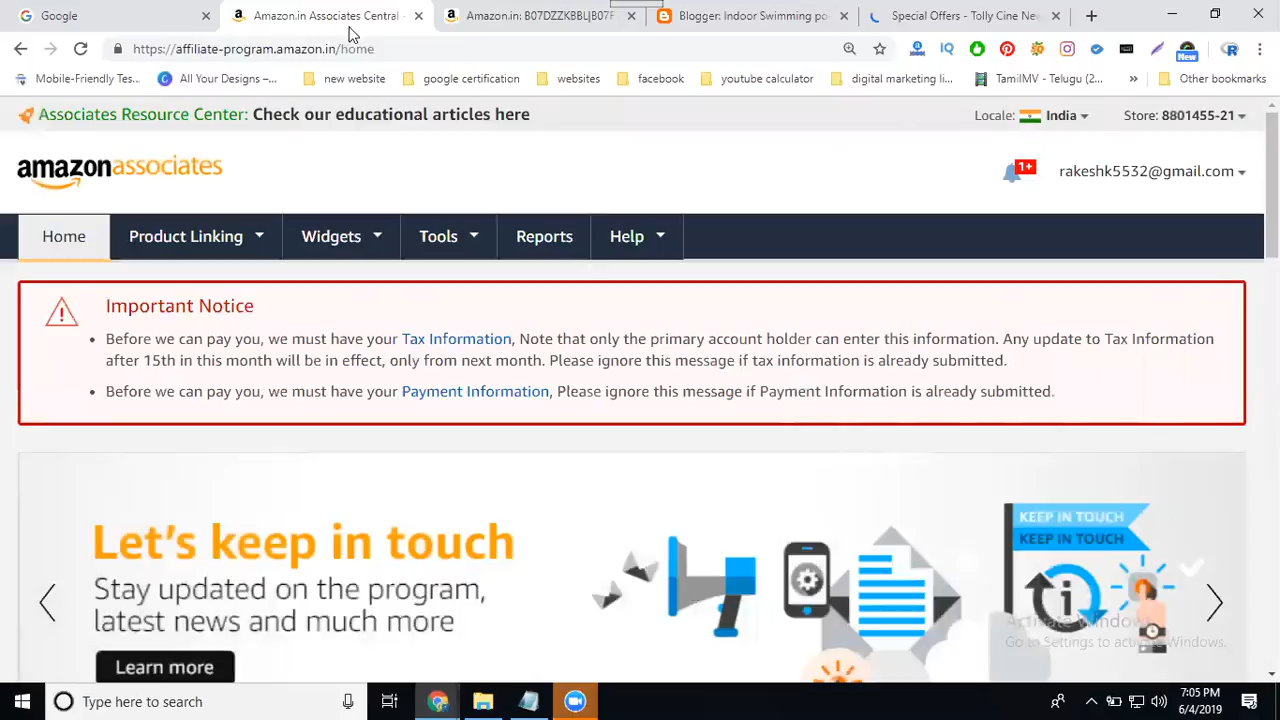 Google
Amazon.in Associates Central
Amazon.in: B07DZZKBBL|B07F
Blogger: Indoor Swimming po
Special Offers - Tolly Cine Ne
https://affiliate-program.amazon.in/home
Mobile-Friendly Tes...
All Your Designs –...
new website
google certification
websites
facebook
youtube calculator
digital marketing li...
TamilMV - Telugu (2...
Other bookmarks
Associates Resource Center: Check our educational articles here
Locale: India
Store: 8801455-21
amazonassociates
1+
rakeshk5532@gmail.com
Home
Product Linking
Widgets
Tools
Reports
Help
Important Notice
Before we can pay you, we must have your Tax Information, Note that only the primary account holder can enter this information. Any update to Tax Information
after 15th in this month will be in effect, only from next month. Please ignore this message if tax information is already submitted.
Before we can pay you, we must have your Payment Information, Please ignore this message if Payment Information is already submitted.
Let's keep in touch
Stay updated on the program,
latest news and much more
Learn more
KEEP IN TOUCH
KEEP IN TOUCH
Activate Windows
Go to Settings to activate Windows.
Type here to search
7:05 PM
6/4/2019